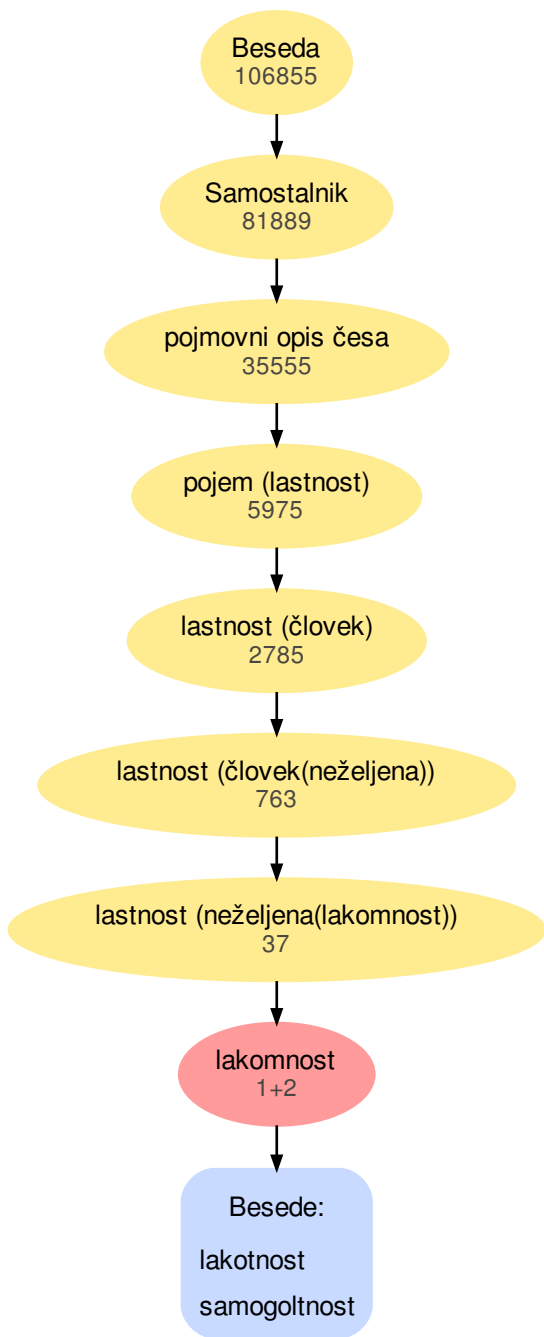 Beseda
106855
Samostalnik
81889
pojmovni opis česa
35555
pojem (lastnost)
5975
lastnost (človek)
2785
lastnost (človek(neželjena))
763
lastnost (neželjena(lakomnost))
37
lakomnost
1+2
Besede:
lakotnost
samogoltnost